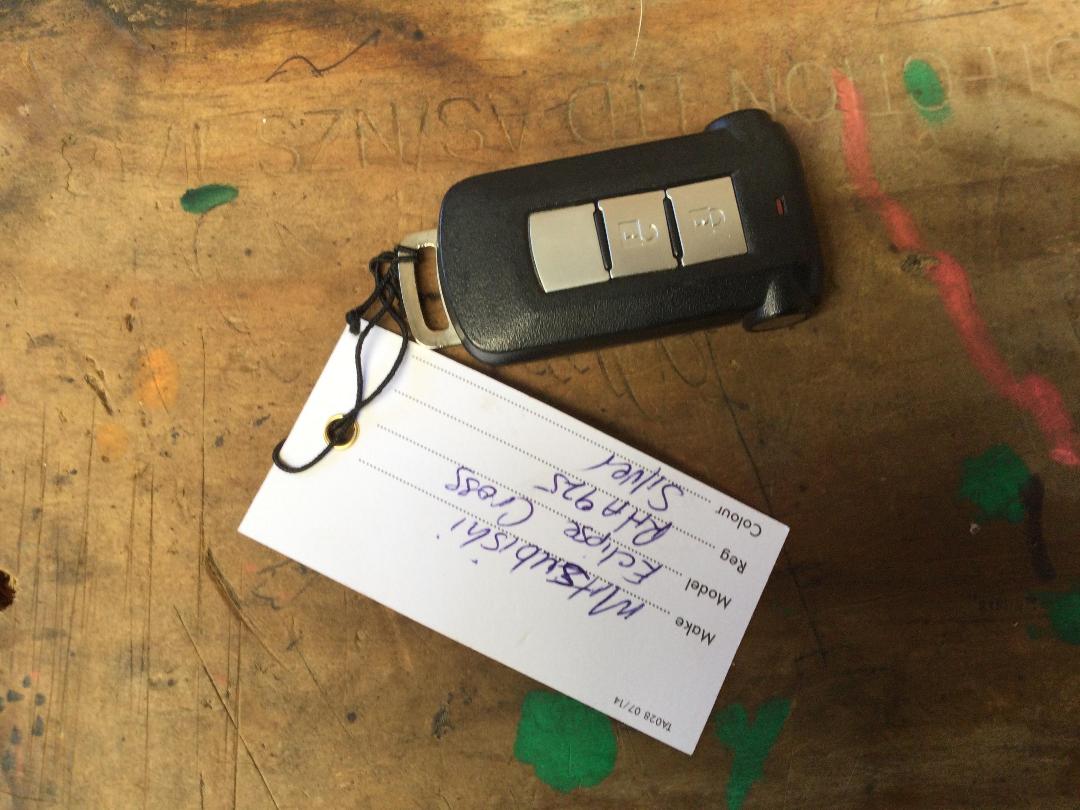 TA028 07/14
Make Mitsubishi
Model Eclipse Cross
Reg RHA925
Colour Silver